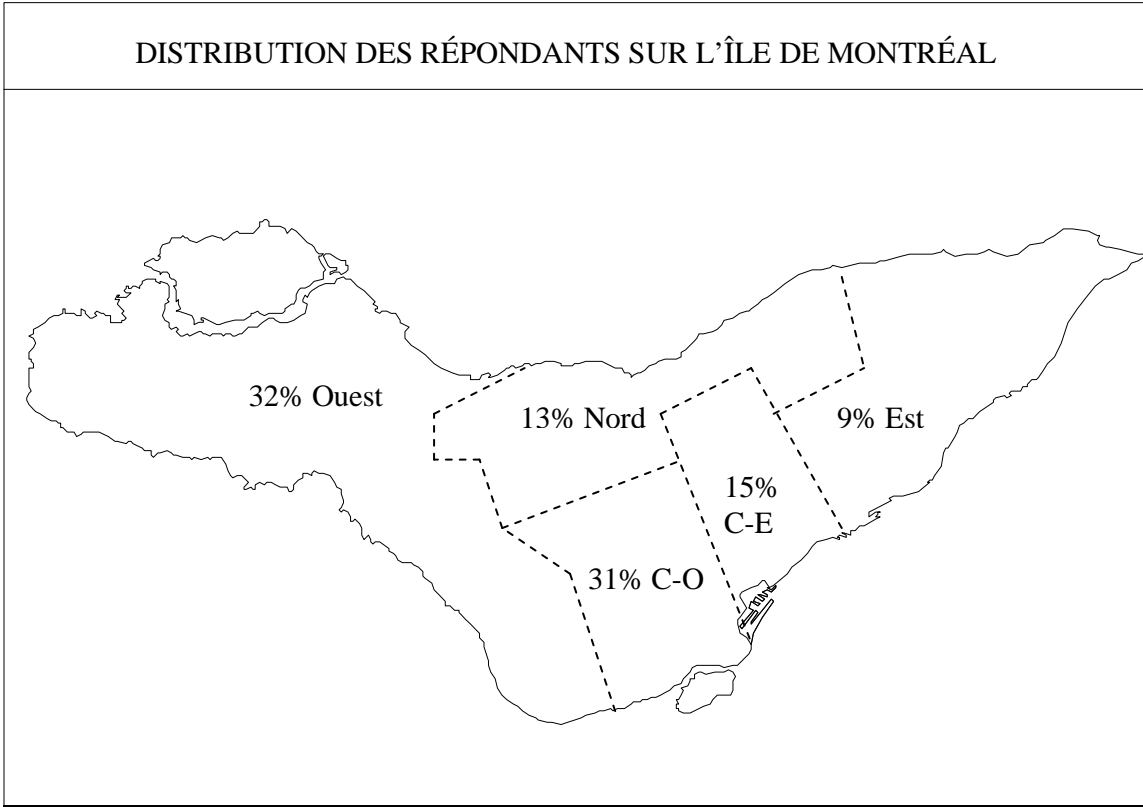 DISTRIBUTION DES RÉPONDANTS SUR L'ÎLE DE MONTRÉAL
32% Ouest
13% Nord
9% Est
15%
C-E
31% C-O